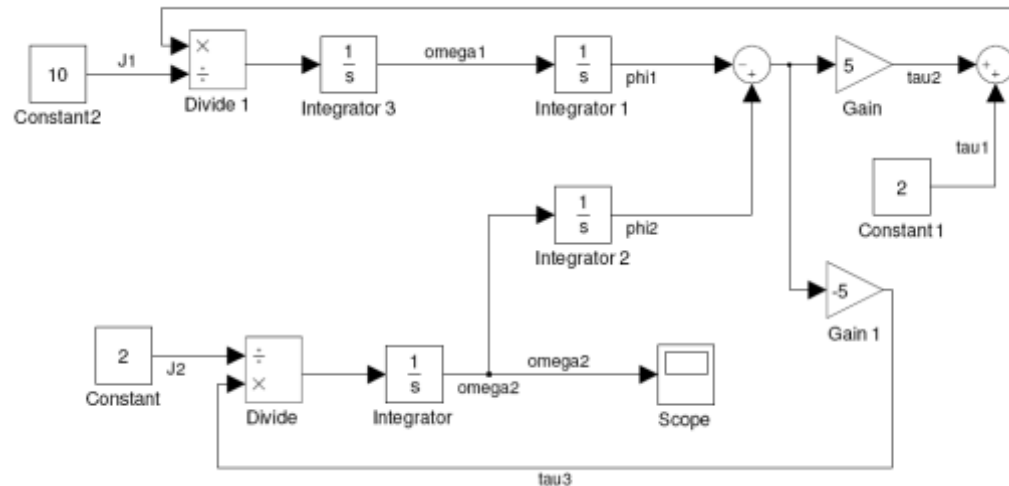 10
J1
×
÷
Constant2
Divide 1
1
s
Integrator 3
omega1
1
s
Integrator 1
phi1
−
+
5
Gain
tau2
+
+
tau1
2
Constant 1
1
s
Integrator 2
phi2
-5
Gain 1
2
J2
Constant
÷
×
Divide
1
s
Integrator
omega2
omega2
Scope
tau3